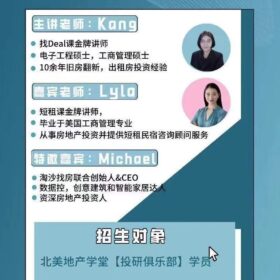 主讲老师：Kang
找Deal课金牌讲师
电子工程硕士，工商管理硕士
10余年旧房翻新，出租房投资经验
嘉宾老师：Lyla
短租课金牌讲师，
毕业于美国工商管理专业
从事房地产投资并提供短租民宿咨询顾问服务
特邀嘉宾：Michael
淘沙找房联合创始人&CEO
数据控，创意建筑和智能家居达人
资深房地产投资人
招生对象
北美地产学堂【投研俱乐部】学员